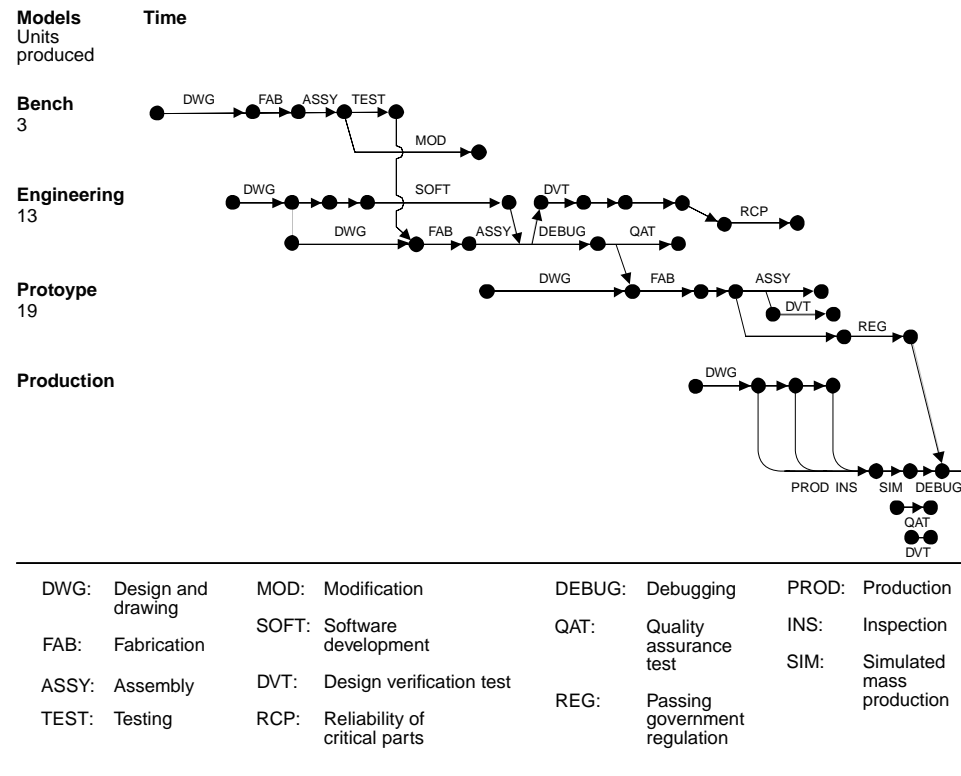 Models Time
Units
produced
Bench
3
DWG FAB ASSY TEST
MOD
Engineering
13
DWG SOFT DVT
RCP
DWG FAB ASSY DEBUG QAT
Protoype
19
DWG FAB ASSY
DVT
REG
Production
DWG
PROD INS SIM DEBUG
QAT
DVT
DWG: Design and
drawing
FAB: Fabrication
ASSY: Assembly
TEST: Testing
MOD: Modification
SOFT: Software
development
DVT: Design verification test
RCP: Reliability of
critical parts
DEBUG: Debugging
QAT: Quality
assurance
test
REG: Passing
government
regulation
PROD: Production
INS: Inspection
SIM: Simulated
mass
production